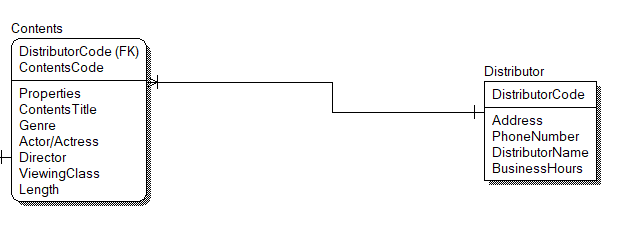 Contents
DistributorCode (FK)
ContentsCode
Properties
ContentsTitle
Genre
Actor/Actress
Director
ViewingClass
Length
Distributor
DistributorCode
Address
PhoneNumber
DistributorName
BusinessHours